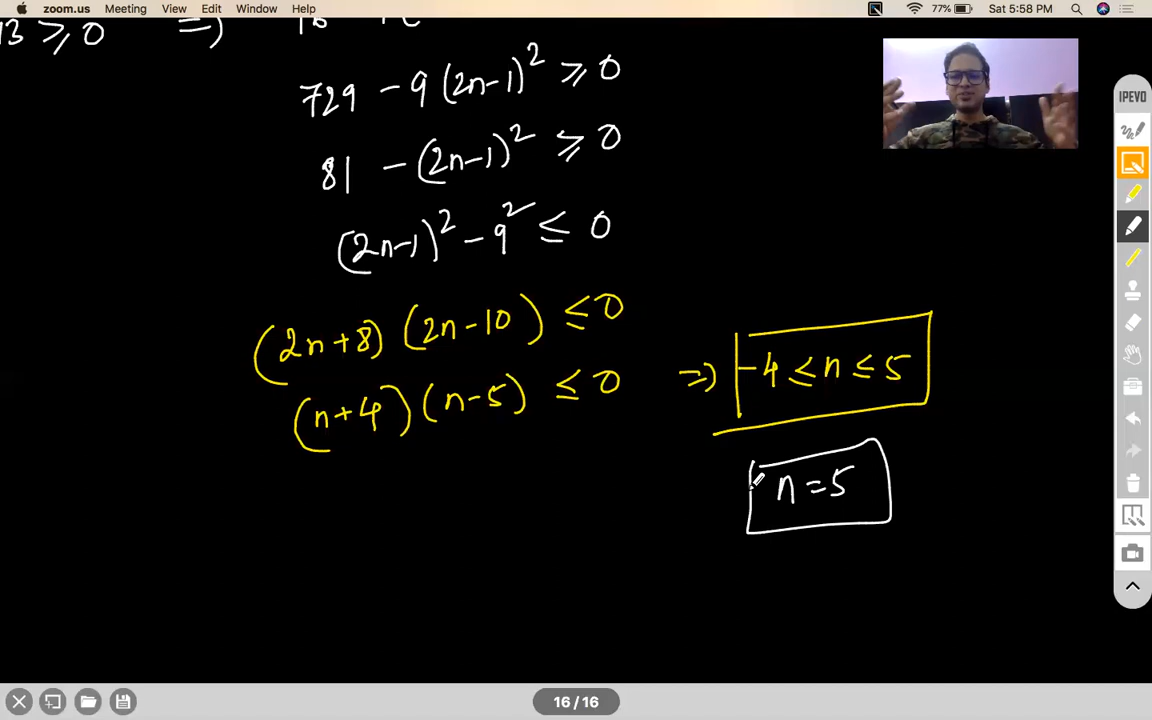 zoom.us Meeting View Edit Window Help
77% Sat 5:58 PM
13 ≥ 0 ⇒
729 - 9(2n-1)² ≥ 0
81 - (2n-1)² ≥ 0
(2n-1)² - 9² ≤ 0
(2n+8)(2n-10) ≤ 0
(n+4)(n-5) ≤ 0 ⇒ -4 ≤ n ≤ 5
n=5
IPEVO
16 / 16